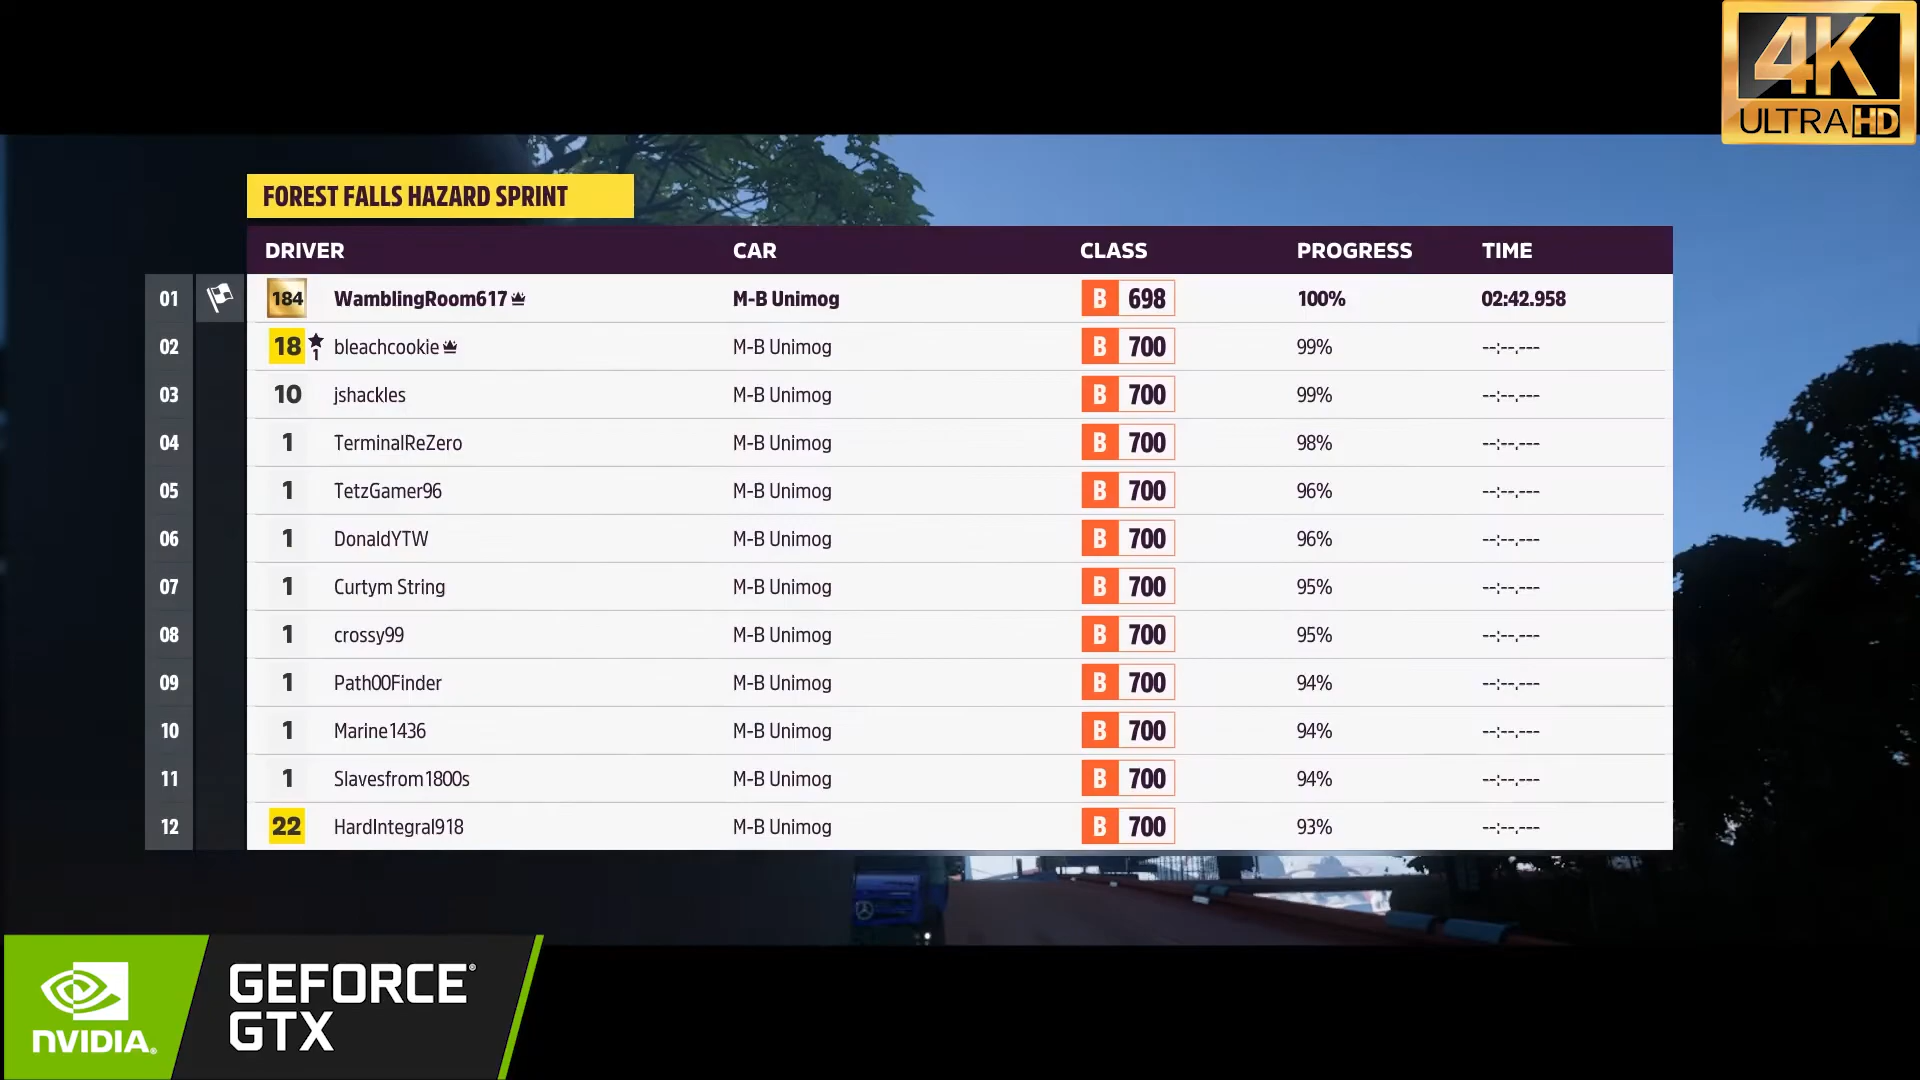 4K
ULTRA HD
FOREST FALLS HAZARD SPRINT
DRIVER CAR CLASS PROGRESS TIME
01 184 WamblingRoom617 M-B Unimog B 698 100% 02:42.958
02 18 1 bleachcookie M-B Unimog B 700 99% --:--.---
03 10 jshackles M-B Unimog B 700 99% --:--.---
04 1 TerminalReZero M-B Unimog B 700 98% --:--.---
05 1 TetzGamer96 M-B Unimog B 700 96% --:--.---
06 1 DonaldYTW M-B Unimog B 700 96% --:--.---
07 1 Curtym String M-B Unimog B 700 95% --:--.---
08 1 crossy99 M-B Unimog B 700 95% --:--.---
09 1 Path00Finder M-B Unimog B 700 94% --:--.---
10 1 Marine1436 M-B Unimog B 700 94% --:--.---
11 1 Slavesfrom1800s M-B Unimog B 700 94% --:--.---
12 22 HardIntegral918 M-B Unimog B 700 93% --:--.---
GEFORCE®
GTX
NVIDIA®